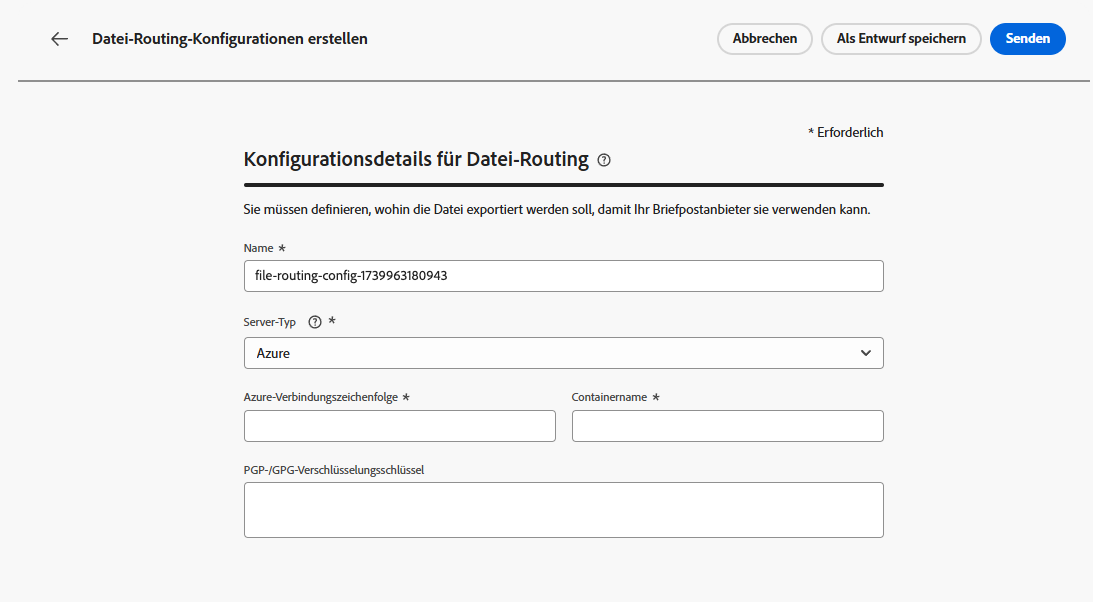 Datei-Routing-Konfigurationen erstellen
Abbrechen
Als Entwurf speichern
Senden
* Erforderlich
Konfigurationsdetails für Datei-Routing ?
Sie müssen definieren, wohin die Datei exportiert werden soll, damit Ihr Briefpostanbieter sie verwenden kann.
Name *
file-routing-config-1739963180943
Server-Typ ? *
Azure
Azure-Verbindungszeichenfolge *
Containername *
PGP-/GPG-Verschlüsselungsschlüssel